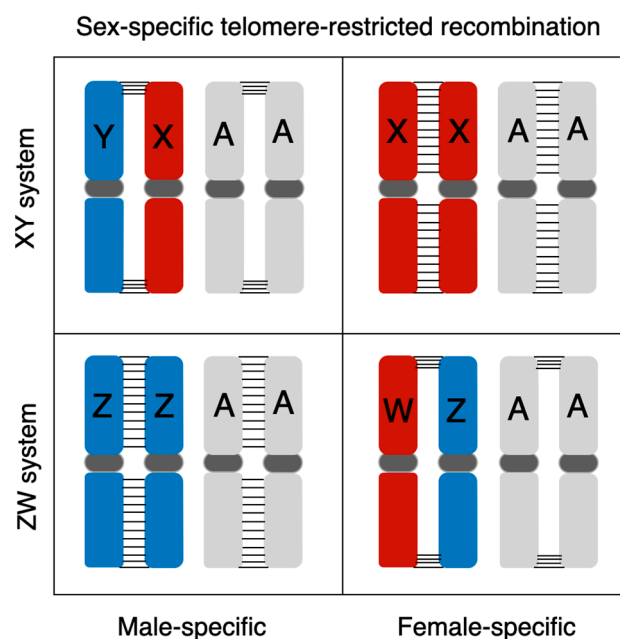 Sex-specific telomere-restricted recombination
XY system
Y X A A
X X A A
ZW system
Z Z A A
W Z A A
Male-specific
Female-specific